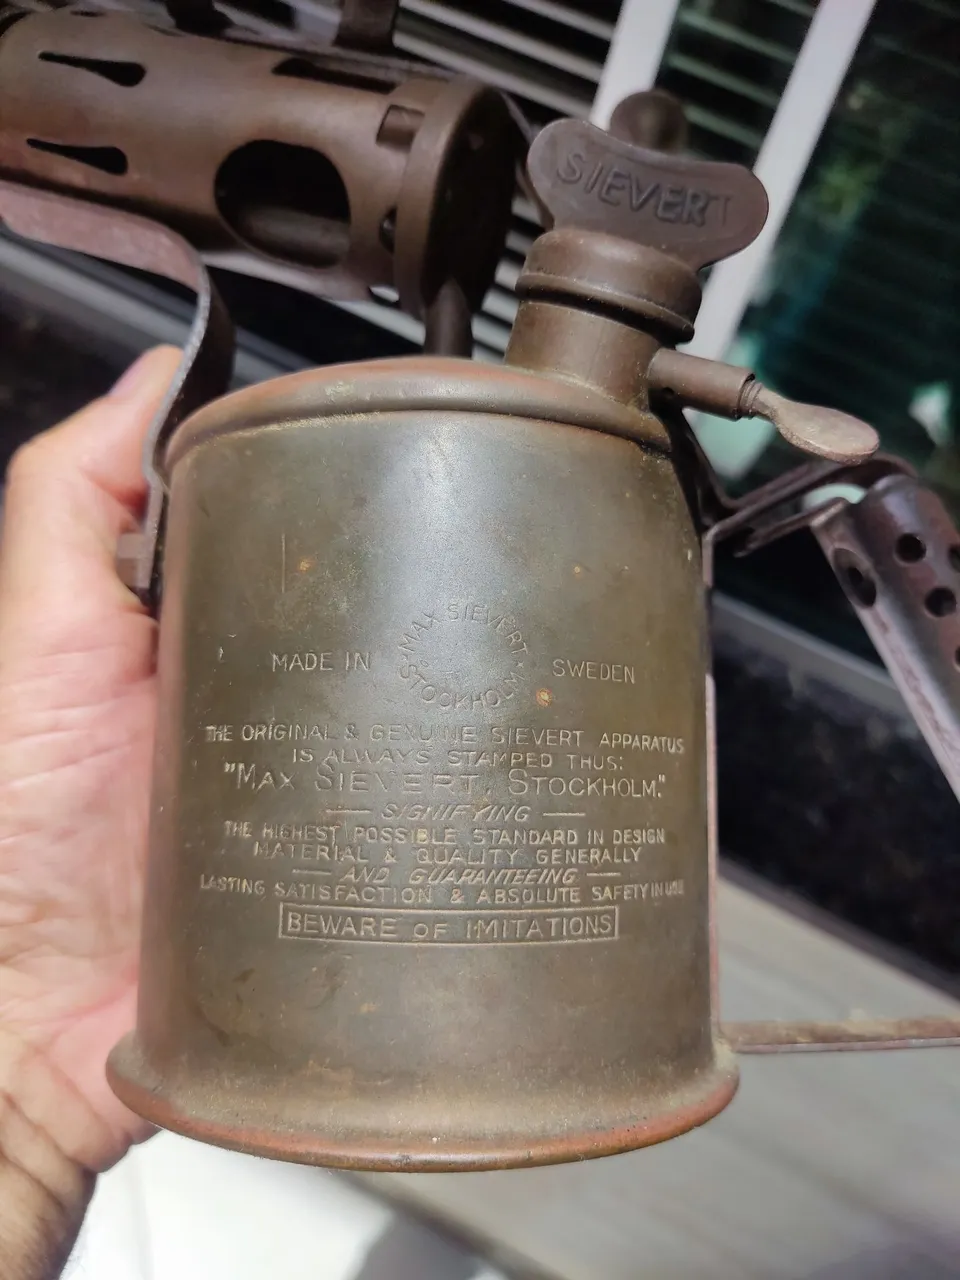 SIEVERT
MAX SIEVERT
MADE IN SWEDEN
STOCKHOLM
THE ORIGINAL & GENUINE SIEVERT APPARATUS
IS ALWAYS STAMPED THUS:
"MAX SIEVERT, STOCKHOLM."
— SIGNIFYING —
THE HIGHEST POSSIBLE STANDARD IN DESIGN
MATERIAL & QUALITY GENERALLY
— AND GUARANTEEING —
LASTING SATISFACTION & ABSOLUTE SAFETY IN USE
BEWARE OF IMITATIONS